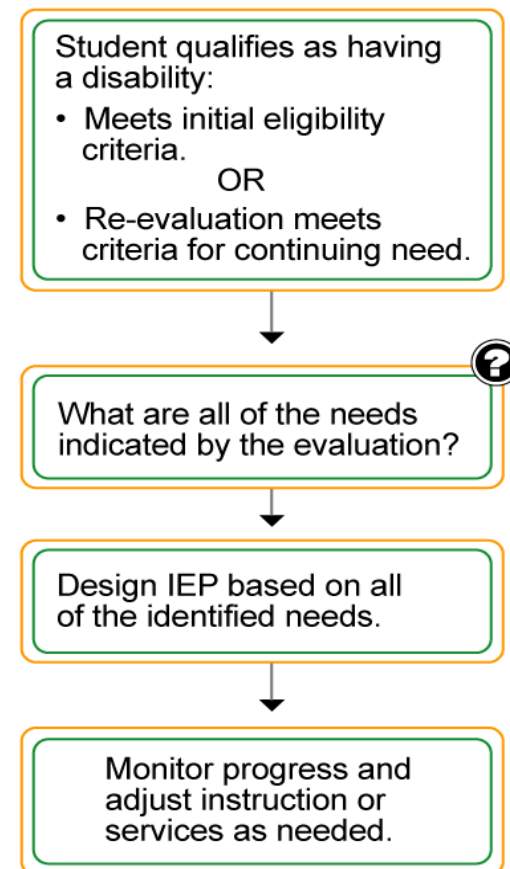 Student qualifies as having
a disability:
• Meets initial eligibility
criteria.
OR
• Re-evaluation meets
criteria for continuing need.
?
What are all of the needs
indicated by the evaluation?
Design IEP based on all
of the identified needs.
Monitor progress and
adjust instruction or
services as needed.